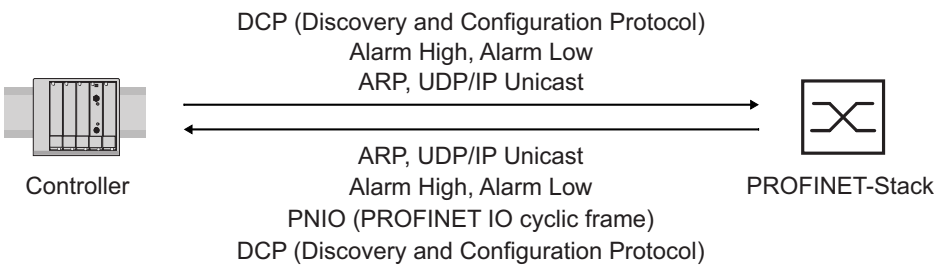 DCP (Discovery and Configuration Protocol)
Alarm High, Alarm Low
ARP, UDP/IP Unicast
Controller
PROFINET-Stack
ARP, UDP/IP Unicast
Alarm High, Alarm Low
PNIO (PROFINET IO cyclic frame)
DCP (Discovery and Configuration Protocol)